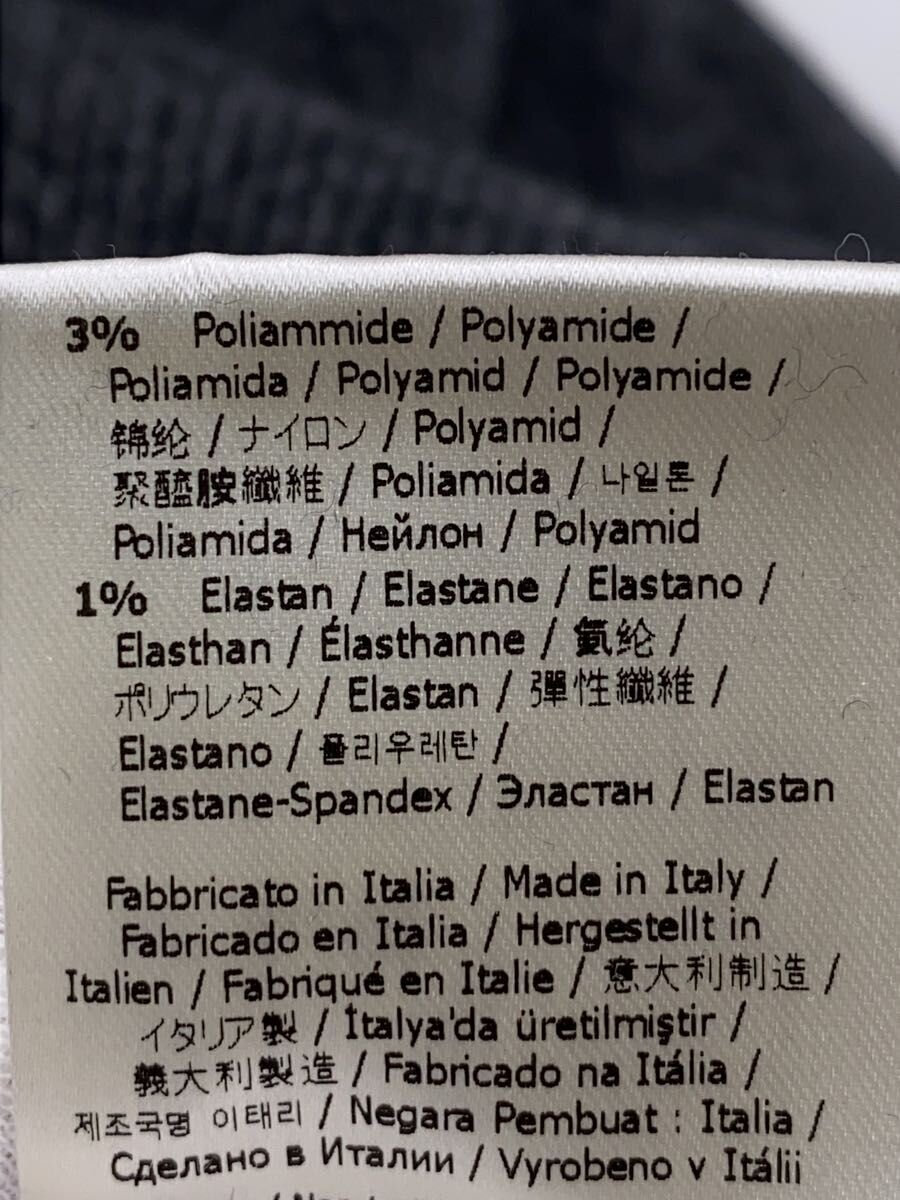 3% Poliammide / Polyamide /
Poliamida / Polyamid / Polyamide /
锦纶 / ナイロン / Polyamid /
聚醯胺纖維 / Poliamida / 나일론 /
Poliamida / Нейлон / Polyamid
1% Elastan / Elastane / Elastano /
Elasthan / Élasthanne / 氨纶 /
ポリウレタン / Elastan / 彈性纖維 /
Elastano / 폴리우레탄 /
Elastane-Spandex / Эластан / Elastan
Fabbricato in Italia / Made in Italy /
Fabricado en Italia / Hergestellt in
Italien / Fabriqué en Italie / 意大利制造 /
イタリア製 / İtalya'da üretilmiştir /
義大利製造 / Fabricado na Itália /
제조국명 이태리 / Negara Pembuat : Italia /
Сделано в Италии / Vyrobeno v Itálii